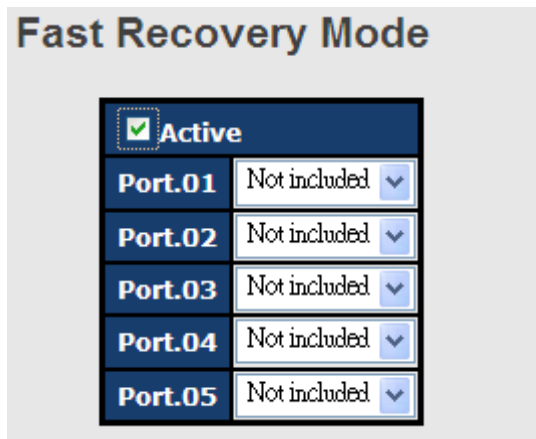 Fast Recovery Mode
Active
Port.01 Not included
Port.02 Not included
Port.03 Not included
Port.04 Not included
Port.05 Not included